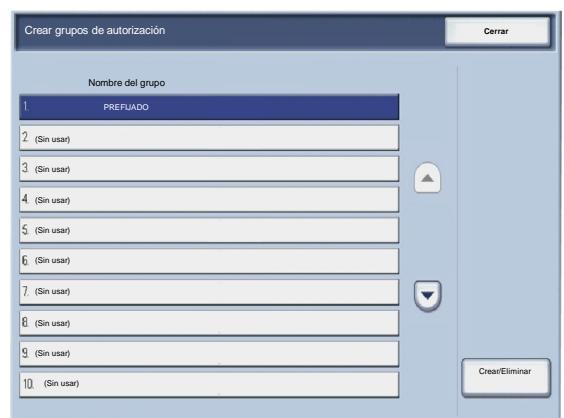 Crear grupos de autorización
Cerrar
Nombre del grupo
1. PREFIJADO
2. (Sin usar)
3. (Sin usar)
4. (Sin usar)
5. (Sin usar)
6. (Sin usar)
7. (Sin usar)
8. (Sin usar)
9. (Sin usar)
10. (Sin usar)
Crear/Eliminar